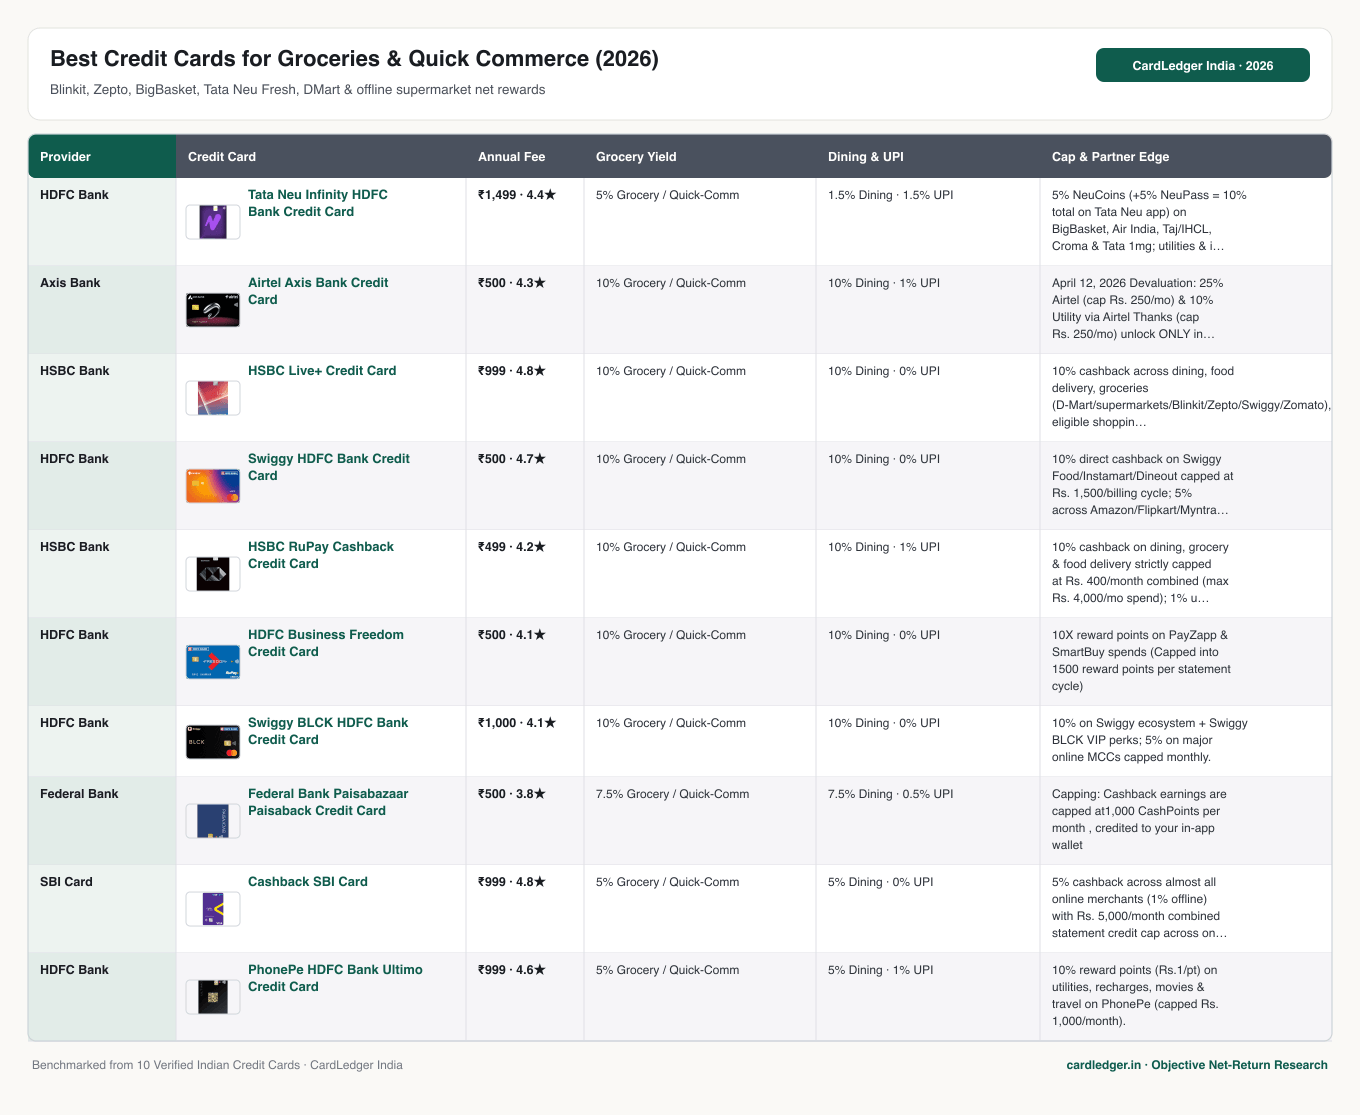 Best Credit Cards for Groceries & Quick Commerce (2026)
Blinkit, Zepto, BigBasket, Tata Neu Fresh, DMart & offline supermarket net rewards
CardLedger India · 2026
Provider
Credit Card
Annual Fee
Grocery Yield
Dining & UPI
Cap & Partner Edge
HDFC Bank
Tata Neu Infinity HDFC
Bank Credit Card
₹1,499 · 4.4★
5% Grocery / Quick-Comm
1.5% Dining · 1.5% UPI
5% NeuCoins (+5% NeuPass = 10%
total on Tata Neu app) on
BigBasket, Air India, Taj/IHCL,
Croma & Tata 1mg; utilities & i…
Axis Bank
Airtel Axis Bank Credit
Card
₹500 · 4.3★
10% Grocery / Quick-Comm
10% Dining · 1% UPI
April 12, 2026 Devaluation: 25%
Airtel (cap Rs. 250/mo) & 10%
Utility via Airtel Thanks (cap
Rs. 250/mo) unlock ONLY in…
HSBC Bank
HSBC Live+ Credit Card
₹999 · 4.8★
10% Grocery / Quick-Comm
10% Dining · 0% UPI
10% cashback across dining, food
delivery, groceries
(D-Mart/supermarkets/Blinkit/Zepto/Swiggy/Zomato),
eligible shoppin…
HDFC Bank
Swiggy HDFC Bank Credit
Card
₹500 · 4.7★
10% Grocery / Quick-Comm
10% Dining · 0% UPI
10% direct cashback on Swiggy
Food/Instamart/Dineout capped at
Rs. 1,500/billing cycle; 5%
across Amazon/Flipkart/Myntra…
HSBC Bank
HSBC RuPay Cashback
Credit Card
₹499 · 4.2★
10% Grocery / Quick-Comm
10% Dining · 1% UPI
10% cashback on dining, grocery
& food delivery strictly capped
at Rs. 400/month combined (max
Rs. 4,000/mo spend); 1% u…
HDFC Bank
FREEDOM
HDFC Business Freedom
Credit Card
₹500 · 4.1★
10% Grocery / Quick-Comm
10% Dining · 0% UPI
10X reward points on PayZapp &
SmartBuy spends (Capped into
1500 reward points per statement
cycle)
HDFC Bank
BLCK
Swiggy BLCK HDFC Bank
Credit Card
₹1,000 · 4.1★
10% Grocery / Quick-Comm
10% Dining · 0% UPI
10% on Swiggy ecosystem + Swiggy
BLCK VIP perks; 5% on major
online MCCs capped monthly.
Federal Bank
Federal Bank Paisabazaar
Paisaback Credit Card
₹500 · 3.8★
7.5% Grocery / Quick-Comm
7.5% Dining · 0.5% UPI
Capping: Cashback earnings are
capped at1,000 CashPoints per
month , credited to your in-app
wallet
SBI Card
Cashback SBI Card
₹999 · 4.8★
5% Grocery / Quick-Comm
5% Dining · 0% UPI
5% cashback across almost all
online merchants (1% offline)
with Rs. 5,000/month combined
statement credit cap across on…
HDFC Bank
PhonePe HDFC Bank Ultimo
Credit Card
₹999 · 4.6★
5% Grocery / Quick-Comm
5% Dining · 1% UPI
10% reward points (Rs.1/pt) on
utilities, recharges, movies &
travel on PhonePe (capped Rs.
1,000/month).
Benchmarked from 10 Verified Indian Credit Cards · CardLedger India
cardledger.in · Objective Net-Return Research